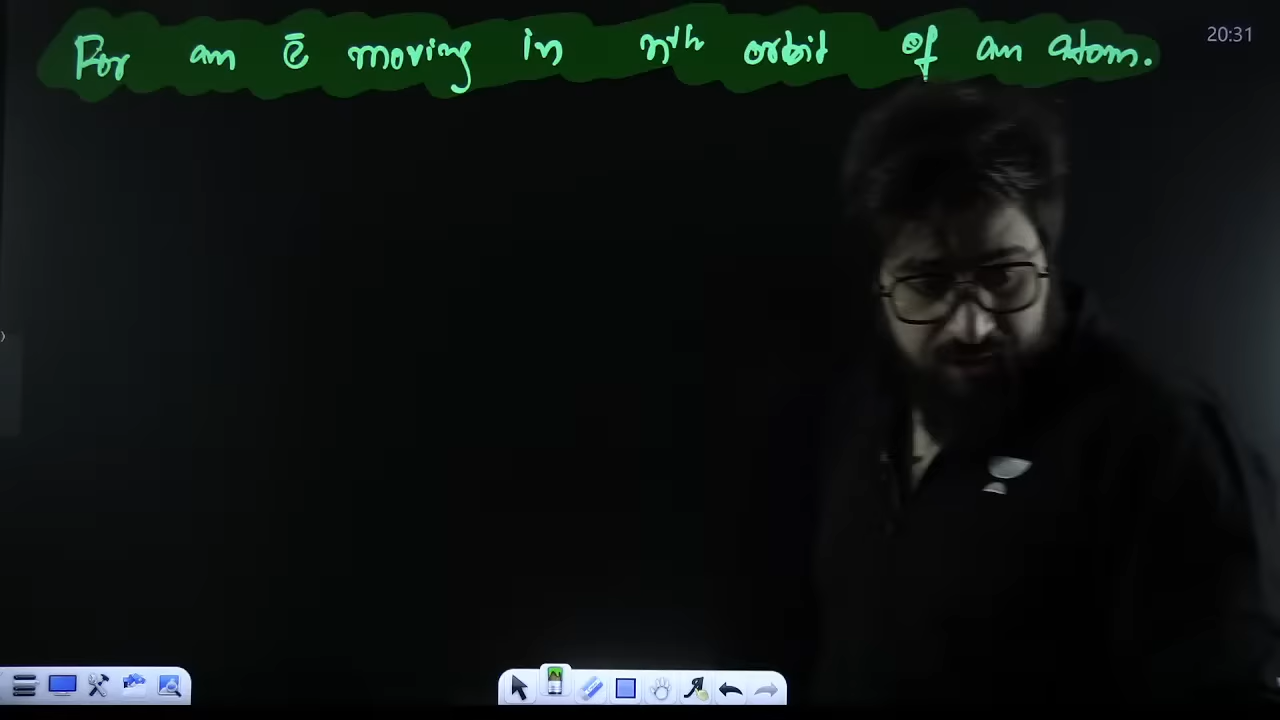 For an ē moving in nth orbit of an atom.
20:31